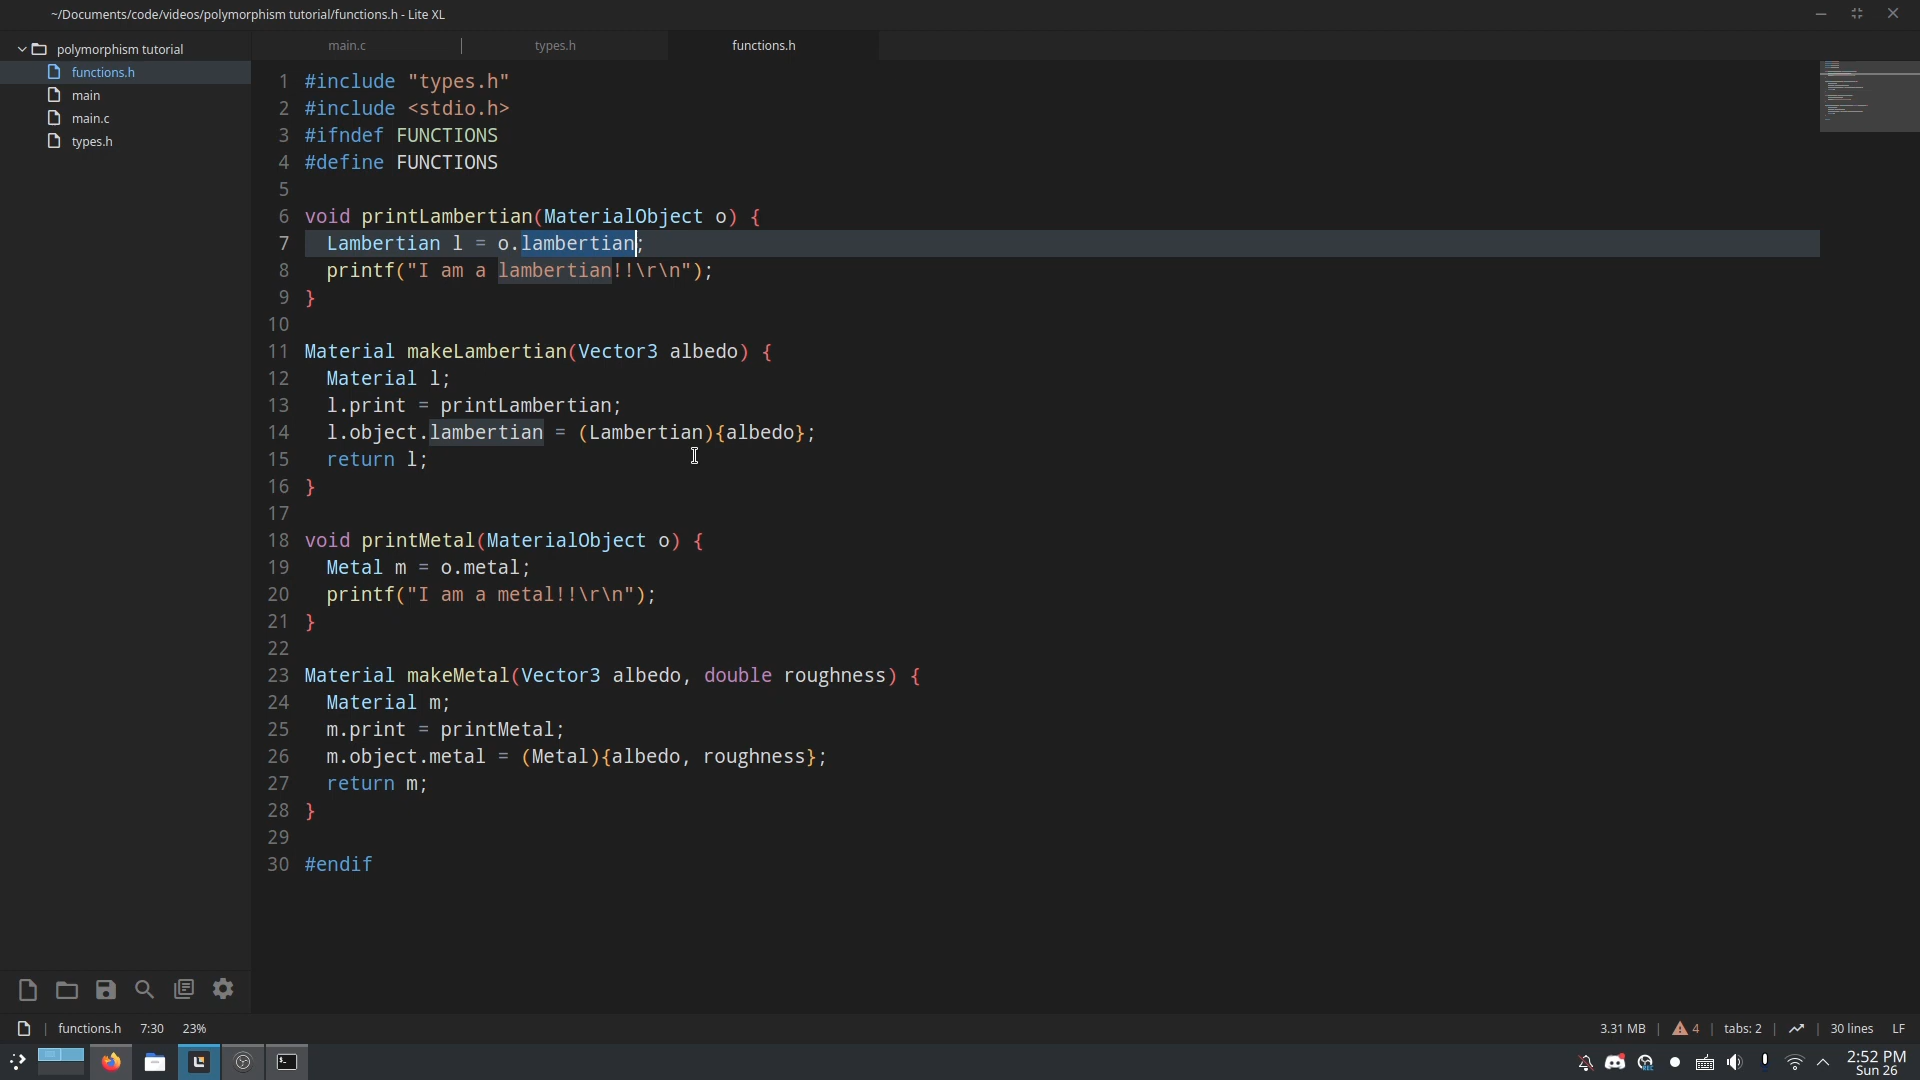 ~/Documents/code/videos/polymorphism tutorial/functions.h - Lite XL
polymorphism tutorial
functions.h
main
main.c
types.h
main.c
types.h
functions.h
1 #include "types.h"
2 #include <stdio.h>
3 #ifndef FUNCTIONS
4 #define FUNCTIONS
5
6 void printLambertian(MaterialObject o) {
7   Lambertian l = o.lambertian;
8   printf("I am a lambertian!!\r\n");
9 }
10
11 Material makeLambertian(Vector3 albedo) {
12   Material l;
13   l.print = printLambertian;
14   l.object.lambertian = (Lambertian){albedo};
15   return l;
16 }
17
18 void printMetal(MaterialObject o) {
19   Metal m = o.metal;
20   printf("I am a metal!!\r\n");
21 }
22
23 Material makeMetal(Vector3 albedo, double roughness) {
24   Material m;
25   m.print = printMetal;
26   m.object.metal = (Metal){albedo, roughness};
27   return m;
28 }
29
30 #endif
functions.h 7:30 23%
3.31 MB 4 tabs: 2 30 lines LF
2:52 PM
Sun 26